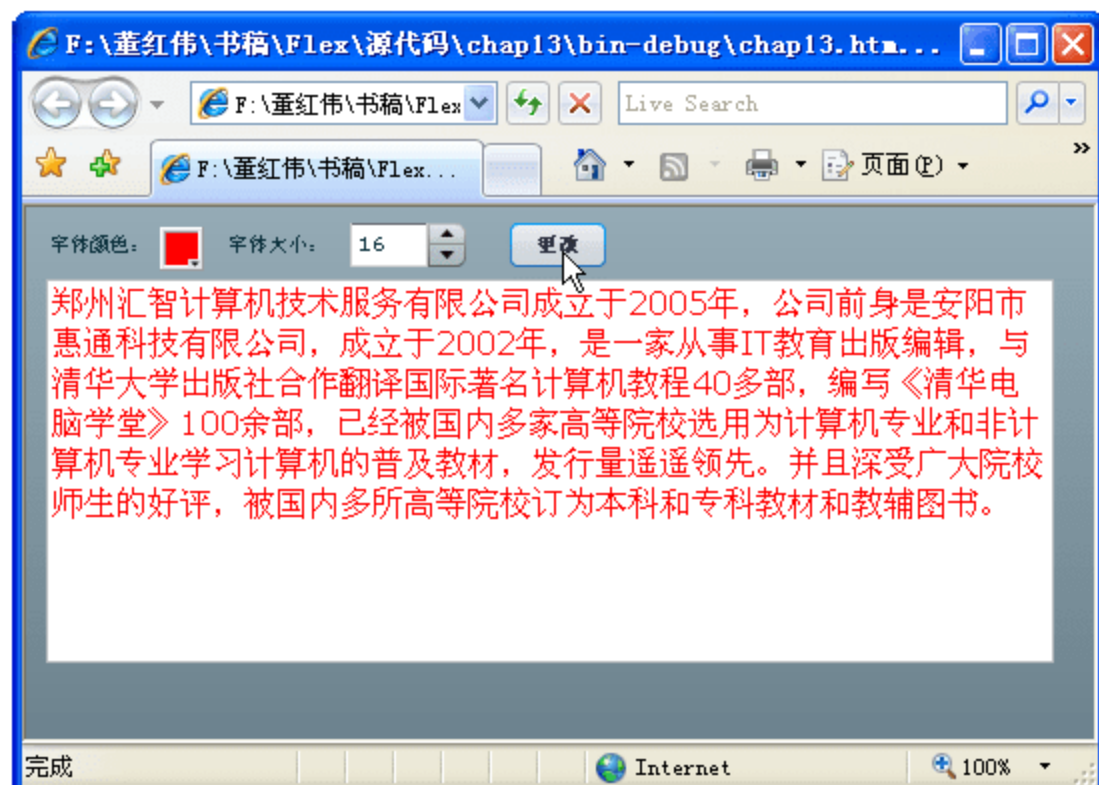 F:\董红伟\书稿\Flex\源代码\chap13\bin-debug\chap13.htm...
F:\董红伟\书稿\Flex
Live Search
F:\董红伟\书稿\Flex...
页面(P)
»
字体颜色: 字体大小: 16 更改
郑州汇智计算机技术服务有限公司成立于2005年，公司前身是安阳市
惠通科技有限公司，成立于2002年，是一家从事IT教育出版编辑，与
清华大学出版社合作翻译国际著名计算机教程40多部，编写《清华电
脑学堂》100余部，已经被国内多家高等院校选用为计算机专业和非计
算机专业学习计算机的普及教材，发行量遥遥领先。并且深受广大院校
师生的好评，被国内多所高等院校订为本科和专科教材和教辅图书。
完成 Internet 100%